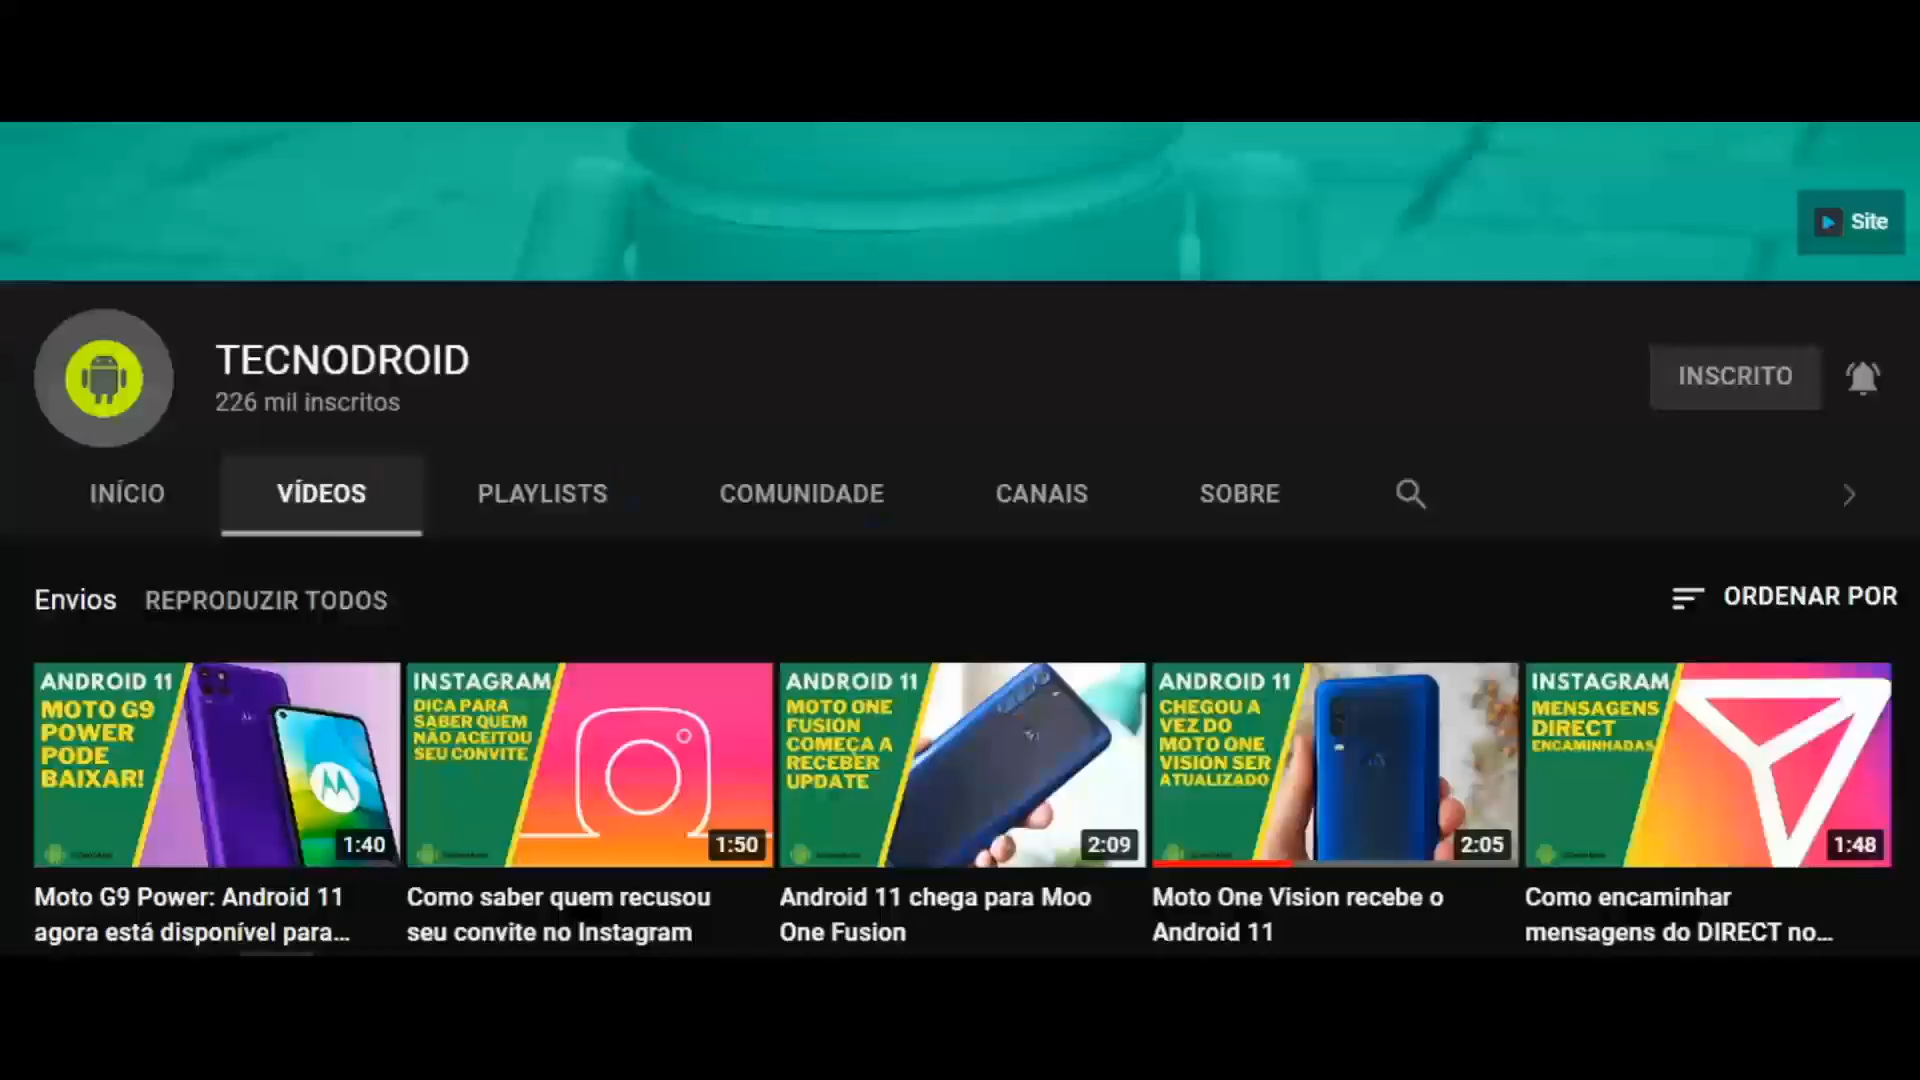 Site
TECNODROID
226 mil inscritos
INSCRITO
INÍCIO
VÍDEOS
PLAYLISTS
COMUNIDADE
CANAIS
SOBRE
Envios
REPRODUZIR TODOS
ORDENAR POR
ANDROID 11
MOTO G9
POWER
PODE
BAIXAR!
1:40
INSTAGRAM
DICA PARA
SABER QUEM
NÃO ACEITOU
SEU CONVITE
1:50
ANDROID 11
MOTO ONE
FUSION
COMEÇA A
RECEBER
UPDATE
2:09
ANDROID 11
CHEGOU A
VEZ DO
MOTO ONE
VISION SER
ATUALIZADO
2:05
INSTAGRAM
MENSAGENS
DIRECT
ENCAMINHADAS
1:48
Moto G9 Power: Android 11
agora está disponível para...
Como saber quem recusou
seu convite no Instagram
Android 11 chega para Moo
One Fusion
Moto One Vision recebe o
Android 11
Como encaminhar
mensagens do DIRECT no...